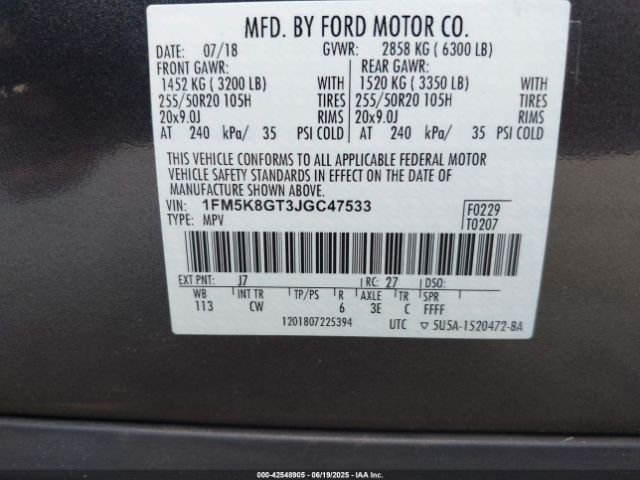 MFD. BY FORD MOTOR CO.
DATE: 07/18 GVWR: 2858 KG ( 6300 LB)
FRONT GAWR: REAR GAWR:
1452 KG ( 3200 LB) WITH 1520 KG ( 3350 LB) WITH
255/50R20 105H TIRES 255/50R20 105H TIRES
20x9.0J RIMS 20x9.0J RIMS
AT 240 kPa/ 35 PSI COLD AT 240 kPa/ 35 PSI COLD
THIS VEHICLE CONFORMS TO ALL APPLICABLE FEDERAL MOTOR
VEHICLE SAFETY STANDARDS IN EFFECT ON THE DATE OF
MANUFACTURE SHOWN ABOVE.
VIN: 1FM5K8GT3JGC47533 F0229
TYPE: MPV T0207
EXT PNT: J7 RC: 27 DSO:
WB INT TR TP/PS R AXLE TR SPR
113 CW 6 3E C FFFF
1201807225394 UTC ▽ 5U5A-1520472-BA
000-42548905 - 06/19/2025 - IAAI.com